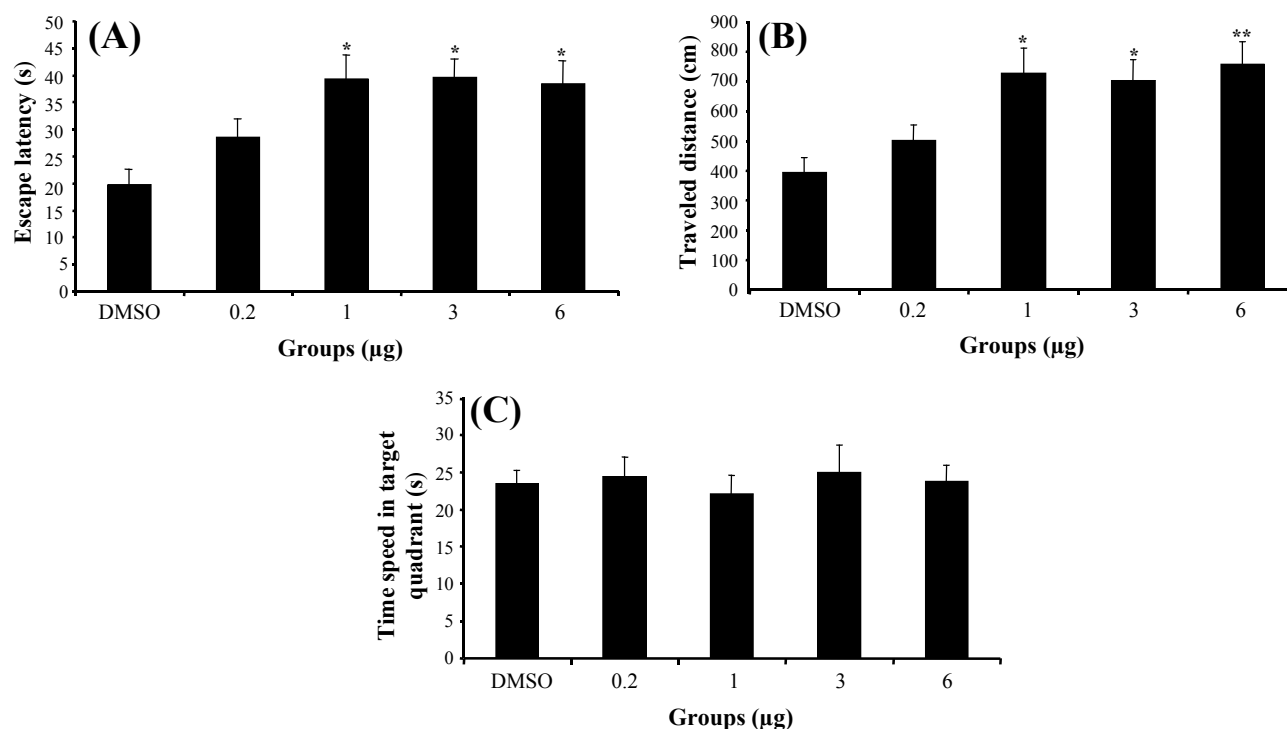 (A)
Escape latency (s)
50
45
40
35
30
25
20
15
10
5
0
*
*
*
DMSO 0.2 1 3 6
Groups (µg)
(B)
Traveled distance (cm)
900
800
700
600
500
400
300
200
100
0
*
*
**
DMSO 0.2 1 3 6
Groups (µg)
(C)
Time speed in target
quadrant (s)
35
30
25
20
15
10
5
0
DMSO 0.2 1 3 6
Groups (µg)